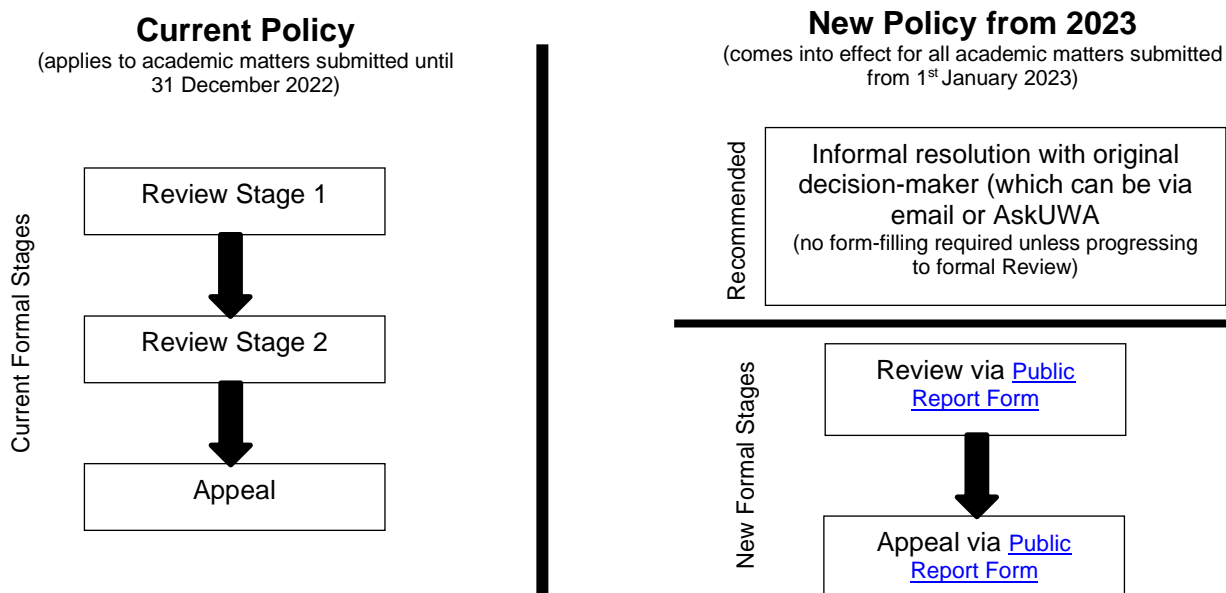 Current Policy
(applies to academic matters submitted until
31 December 2022)
Current Formal Stages
Review Stage 1
Review Stage 2
Appeal
New Policy from 2023
(comes into effect for all academic matters submitted
from 1st January 2023)
Recommended
Informal resolution with original
decision-maker (which can be via
email or AskUWA
(no form-filling required unless progressing
to formal Review)
New Formal Stages
Review via Public
Report Form
Appeal via Public
Report Form